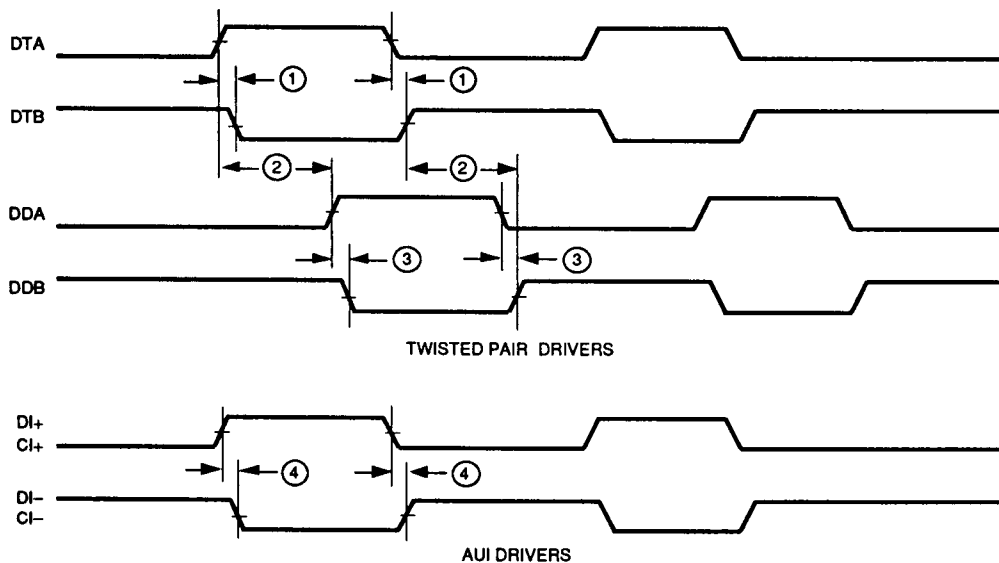 DTA
① ①
DTB
② ②
DDA
③ ③
DDB
TWISTED PAIR DRIVERS
DI+
CI+
④ ④
DI–
CI–
AUI DRIVERS